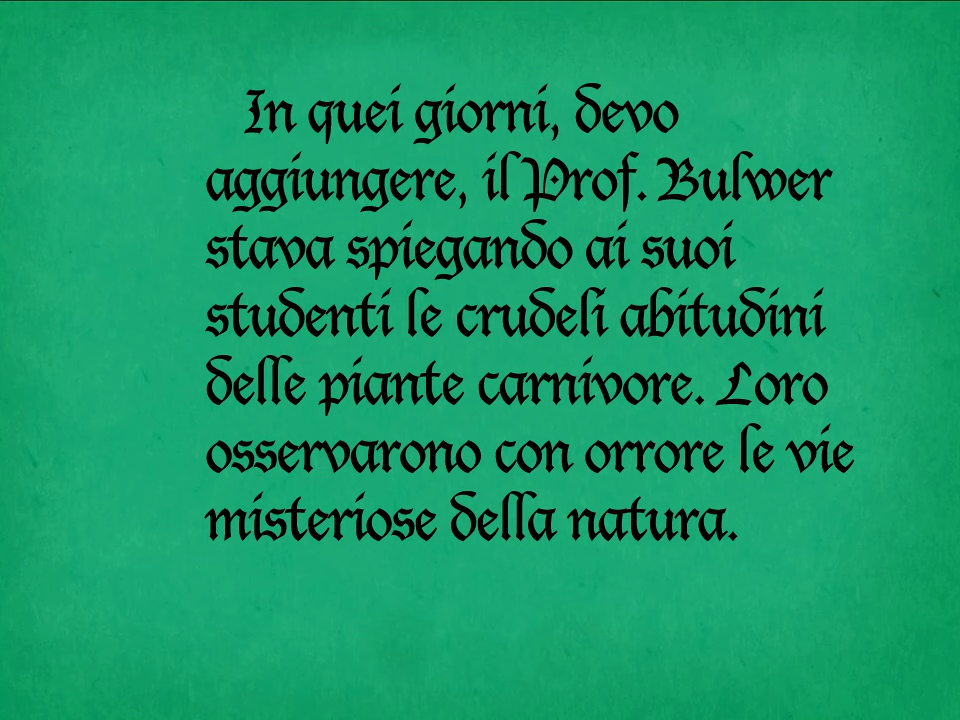 In quei giorni, devo
aggiungere, il Prof. Bulwer
stava spiegando ai suoi
studenti le crudeli abitudini
delle piante carnivore. Loro
osservarono con orrore le vie
misteriose della natura.